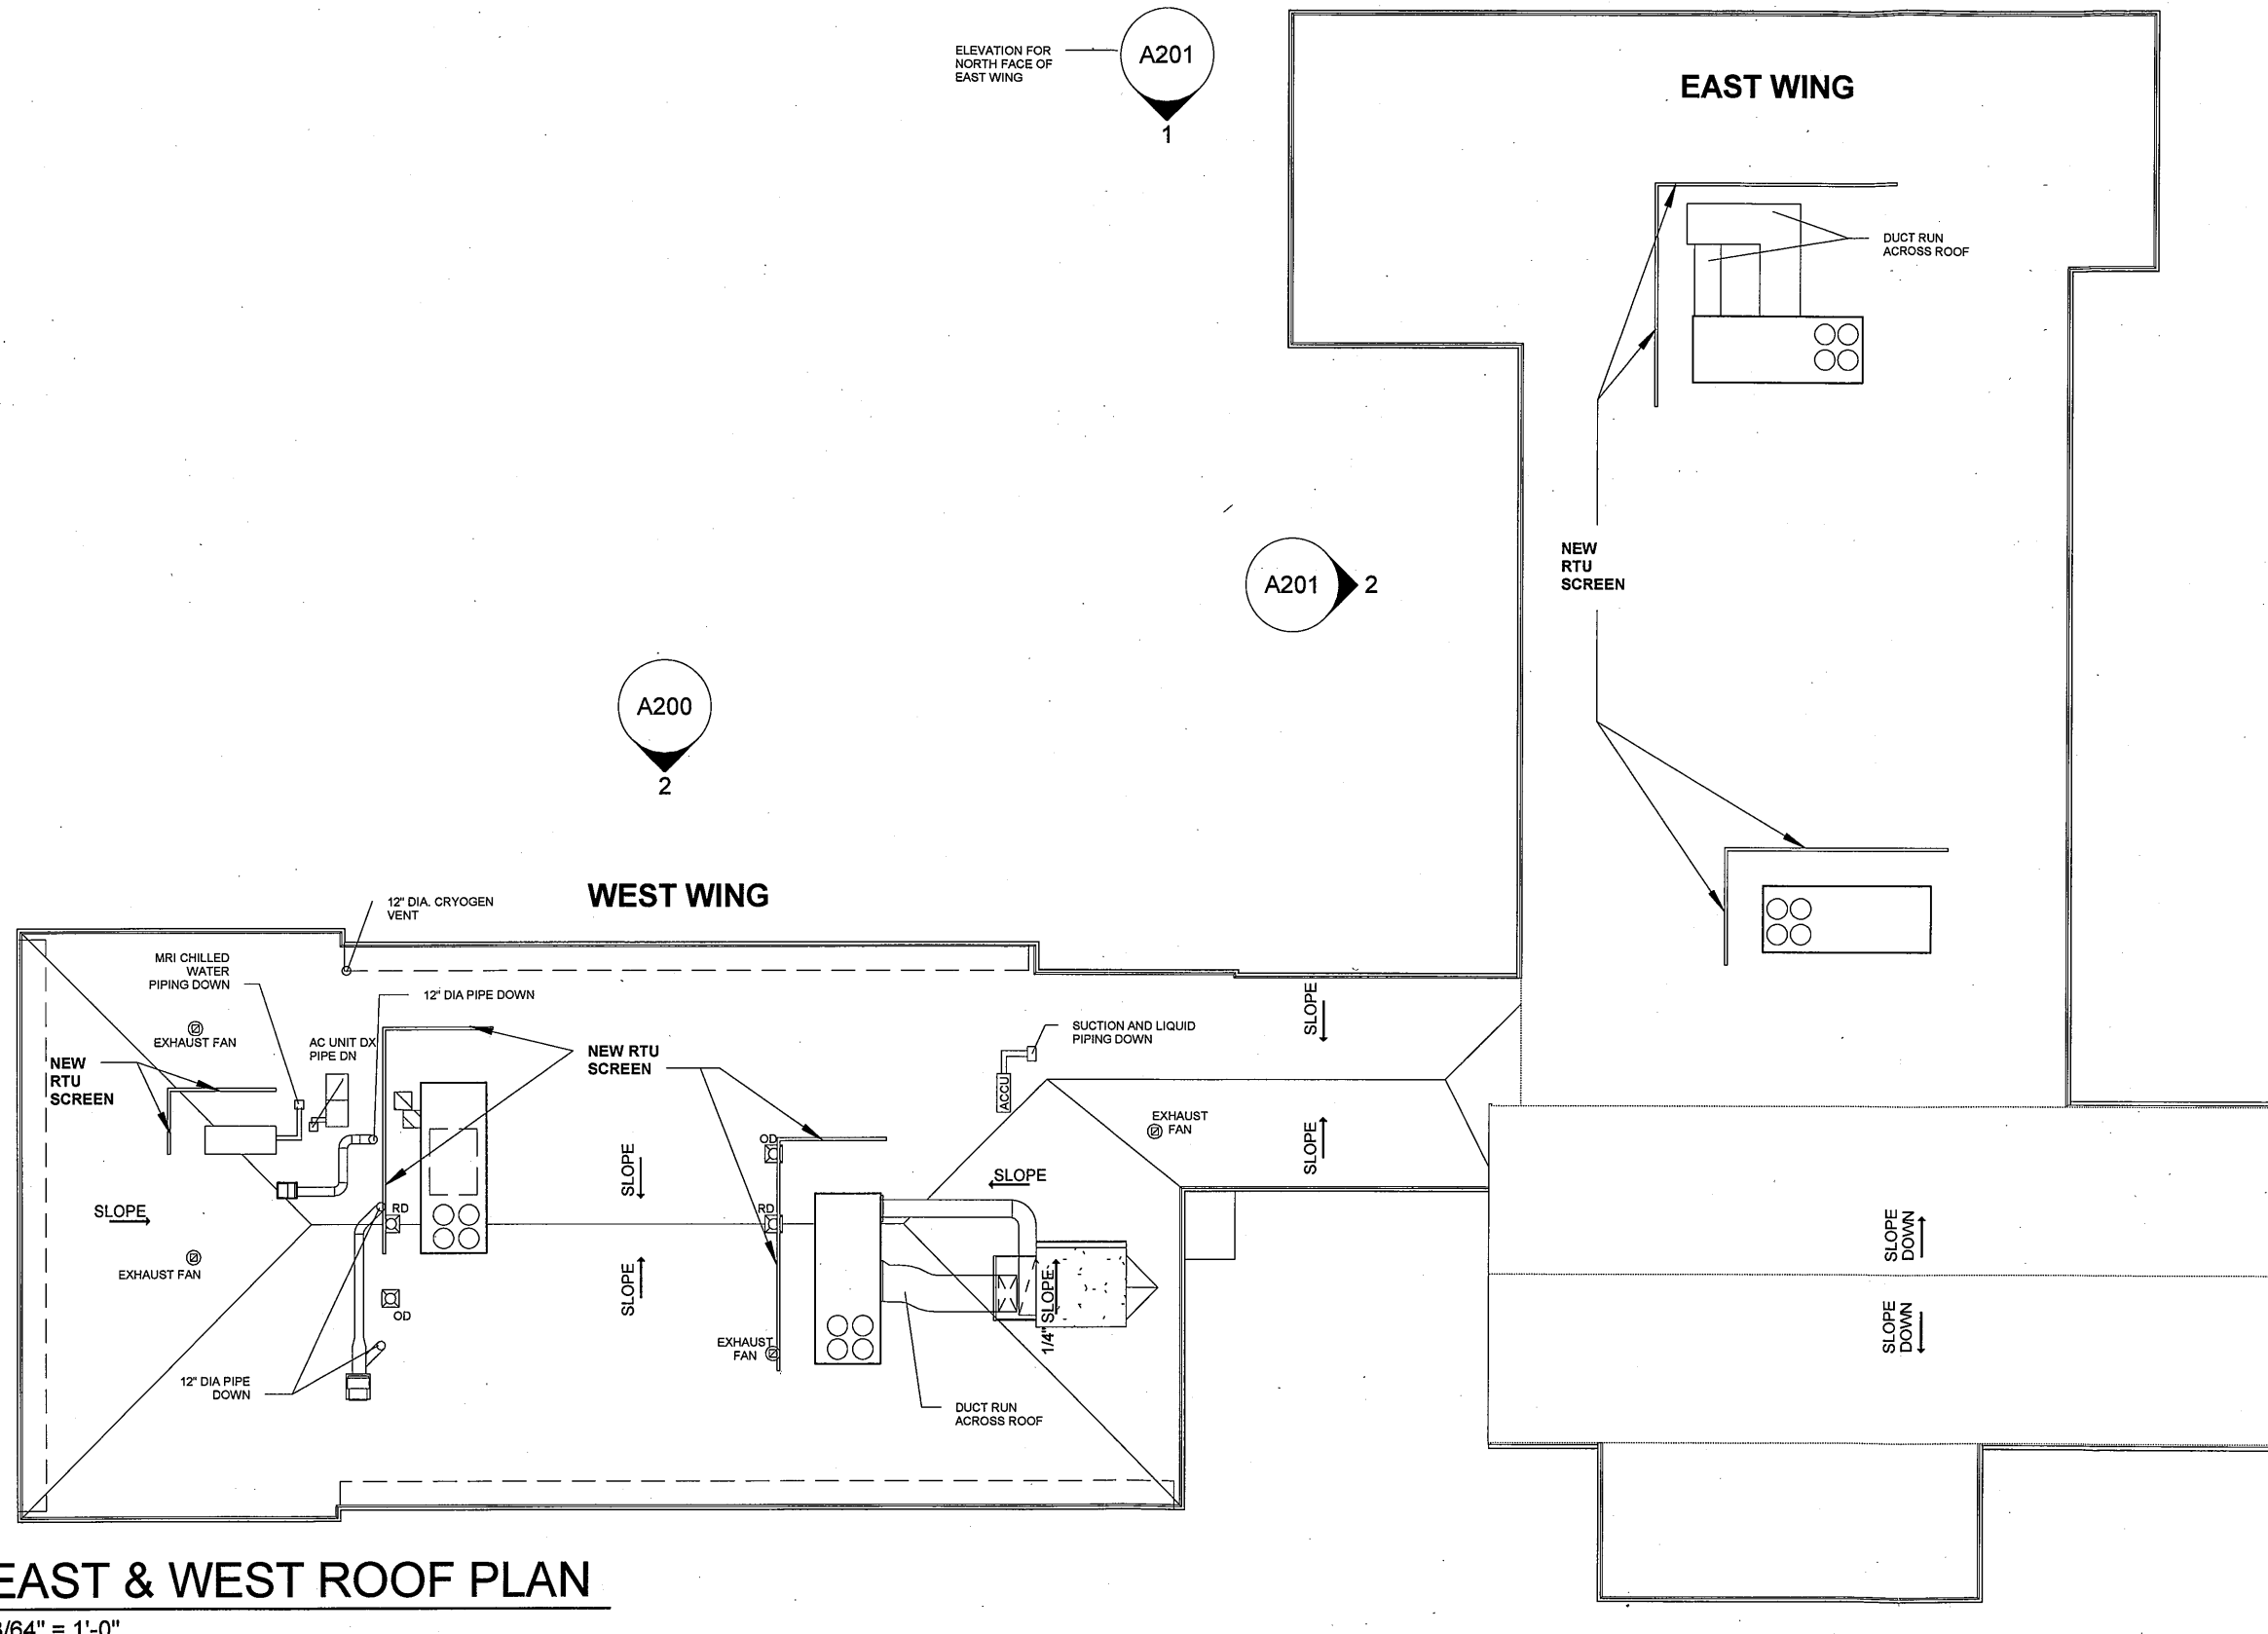 ELEVATION FOR
NORTH FACE OF
EAST WING
A201
1
EAST WING
DUCT RUN
ACROSS ROOF
NEW
RTU
SCREEN
A201
2
A200
2
WEST WING
12" DIA. CRYOGEN
VENT
MRI CHILLED
WATER
PIPING DOWN
12" DIA PIPE DOWN
EXHAUST FAN
AC UNIT DX
PIPE DN
NEW
RTU
SCREEN
NEW RTU
SCREEN
SUCTION AND LIQUID
PIPING DOWN
ACCU
SLOPE
EXHAUST
FAN
SLOPE
OD
SLOPE
SLOPE
SLOPE
RD
RD
SLOPE
EXHAUST FAN
OD
1/4" SLOPE
EXHAUST
FAN
12" DIA PIPE
DOWN
DUCT RUN
ACROSS ROOF
SLOPE
DOWN
SLOPE
DOWN
EAST & WEST ROOF PLAN
3/64" = 1'-0"